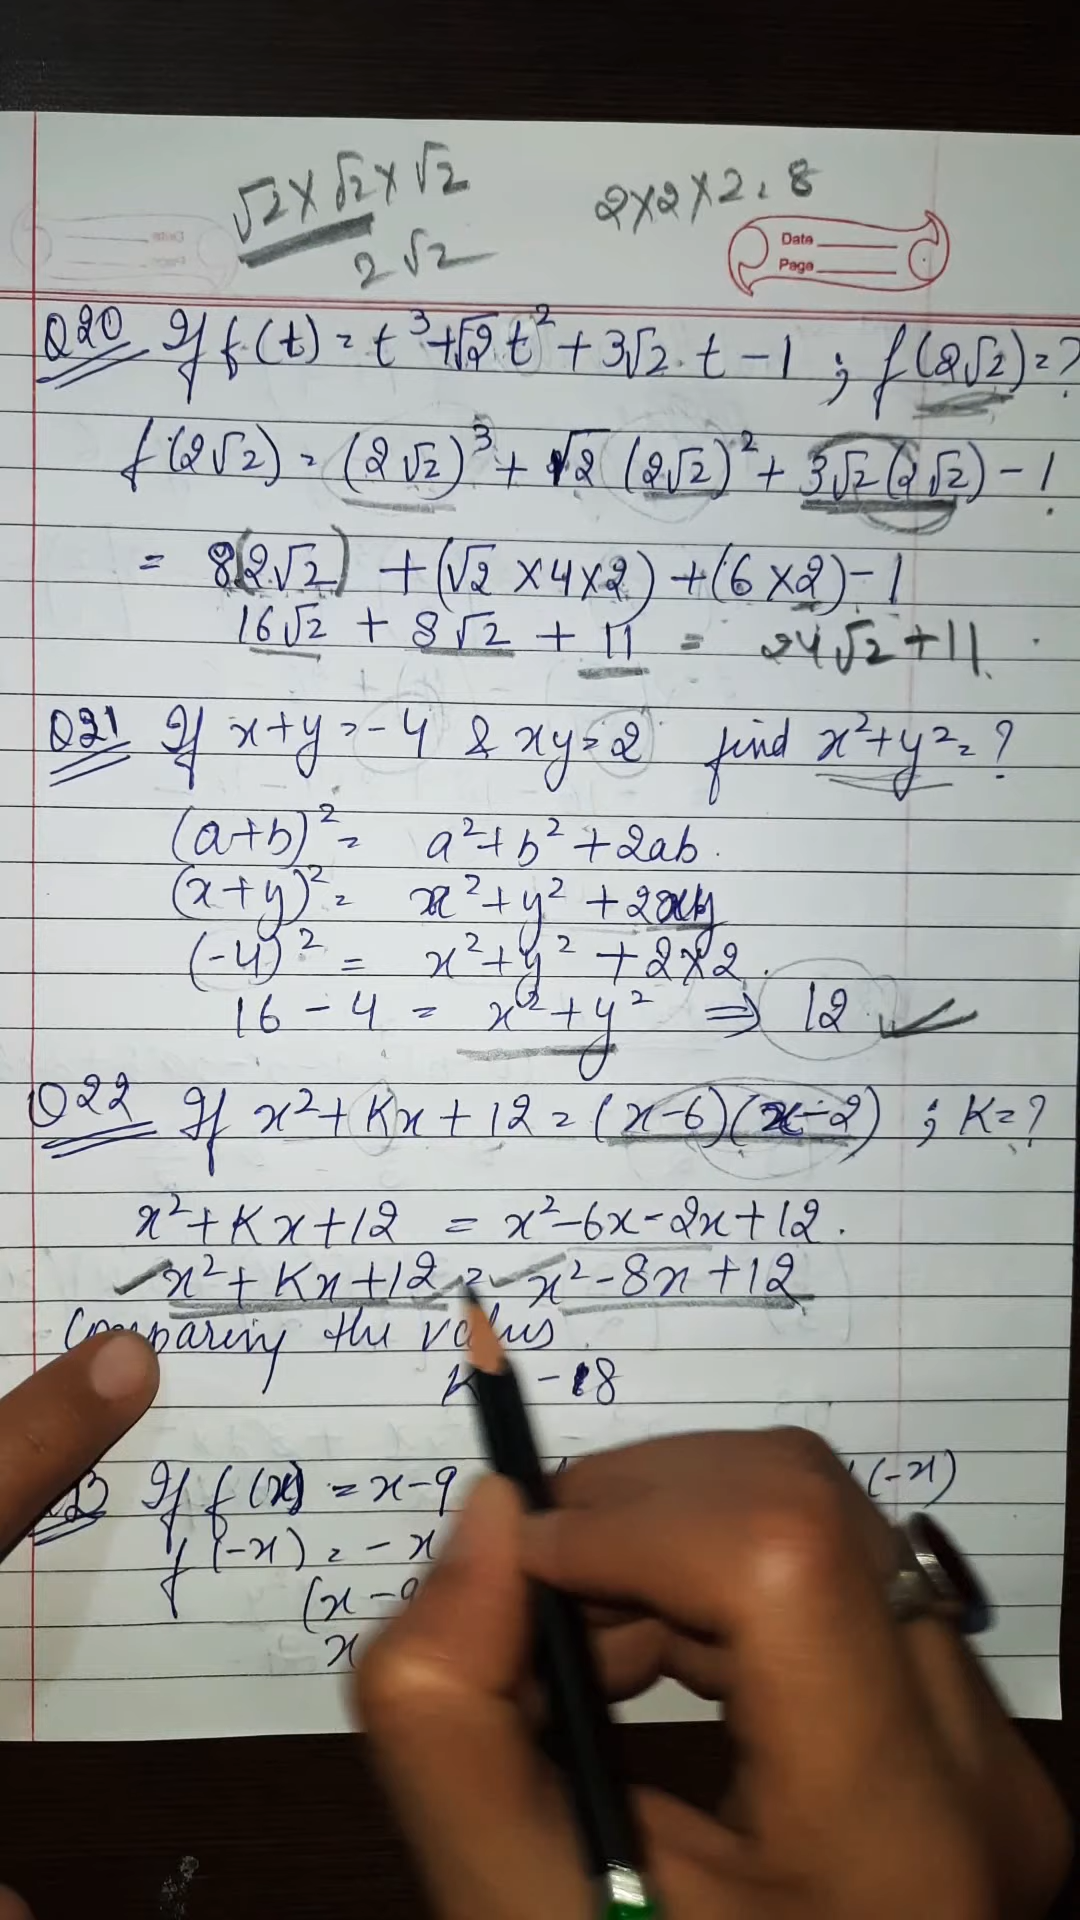 √2 × √2 × √2
2 × 2 × 2 = 8
2√2
Date
Page
Q20 If f(t) = t³ + √2 t² + 3√2 . t - 1 ; f(2√2) = ?
f(2√2) = (2√2)³ + √2 (2√2)² + 3√2(2√2) - 1
= 8(2√2) + (√2 × 4 × 2) + (6 × 2) - 1
16√2 + 8√2 + 11 = 24√2 + 11
Q21 If x + y = -4 & xy = 2 find x² + y² = ?
(a+b)² = a² + b² + 2ab.
(x+y)² = x² + y² + 2xy
(-4)² = x² + y² + 2×2.
16 - 4 = x² + y² ⇒ 12 ✓
Q22 If x² + Kx + 12 = (x-6)(x-2) ; K = ?
x² + Kx + 12 = x² - 6x - 2x + 12.
✓ x² + Kx + 12 = ✓ x² - 8x + 12
Comparing the values
K -8
If f(x) = x - 9 (-x)
f(-x) = -x
(x - 9
x